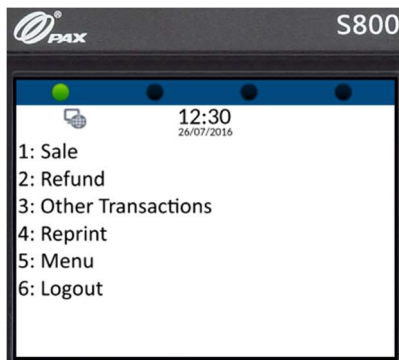 PAX
S800
12:30
26/07/2016
1: Sale
2: Refund
3: Other Transactions
4: Reprint
5: Menu
6: Logout